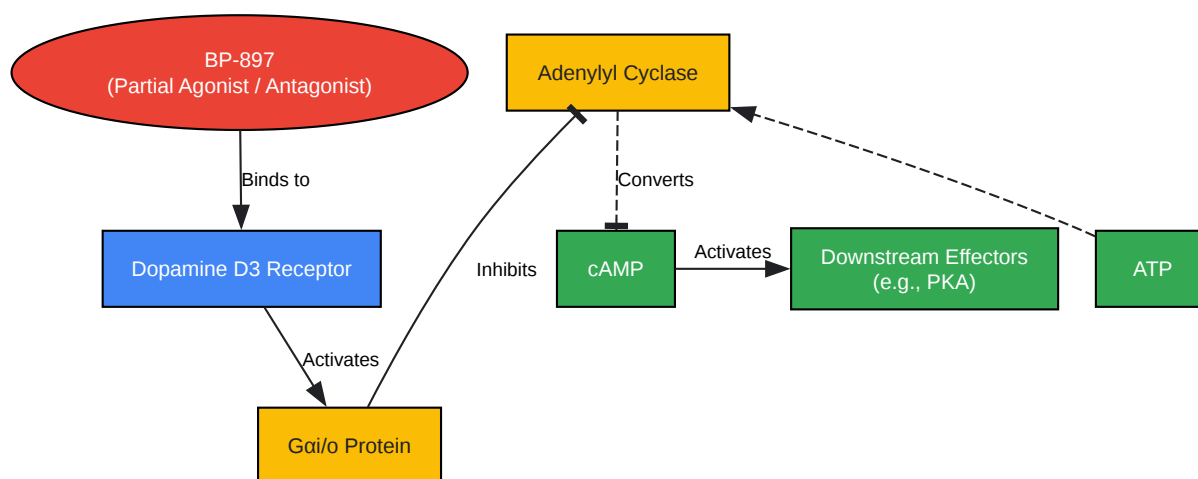 BP-897
(Partial Agonist / Antagonist)
Adenylyl Cyclase
Binds to
Converts
Dopamine D3 Receptor
Inhibits
cAMP
Activates
Downstream Effectors
(e.g., PKA)
ATP
Activates
Gαi/o Protein